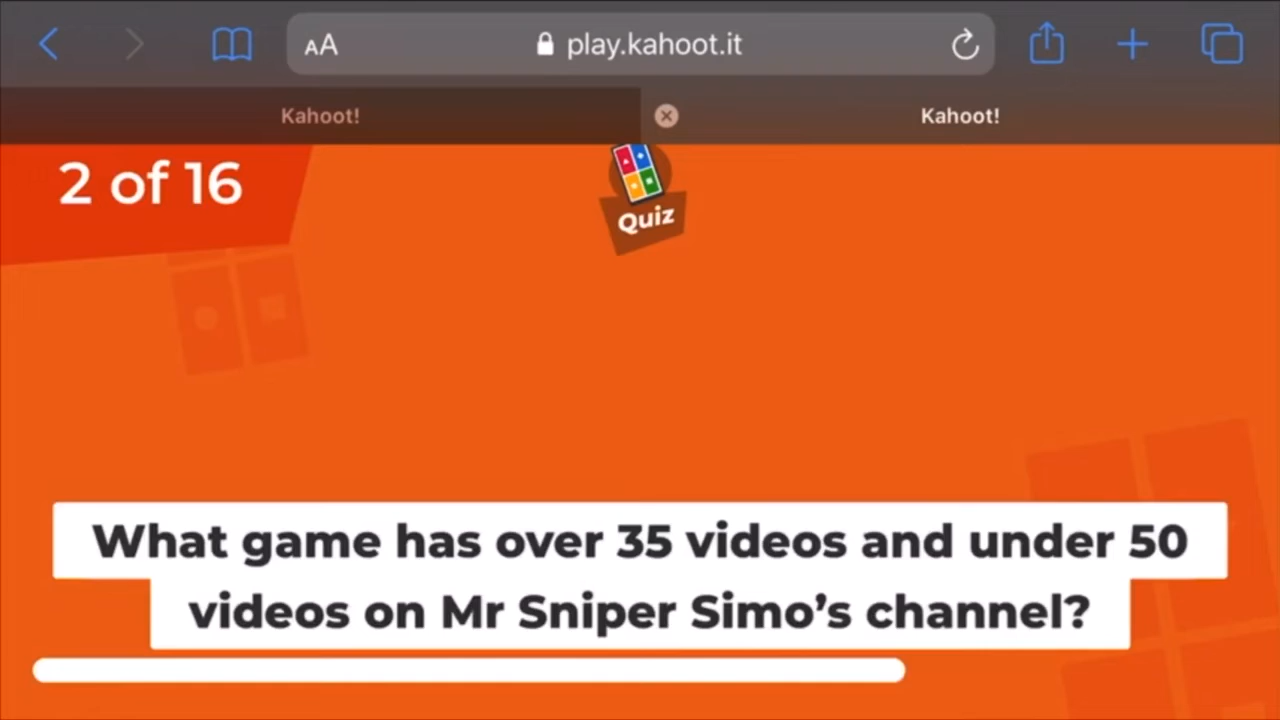 AA play.kahoot.it
Kahoot! Kahoot!
2 of 16
Quiz
What game has over 35 videos and under 50
videos on Mr Sniper Simo’s channel?